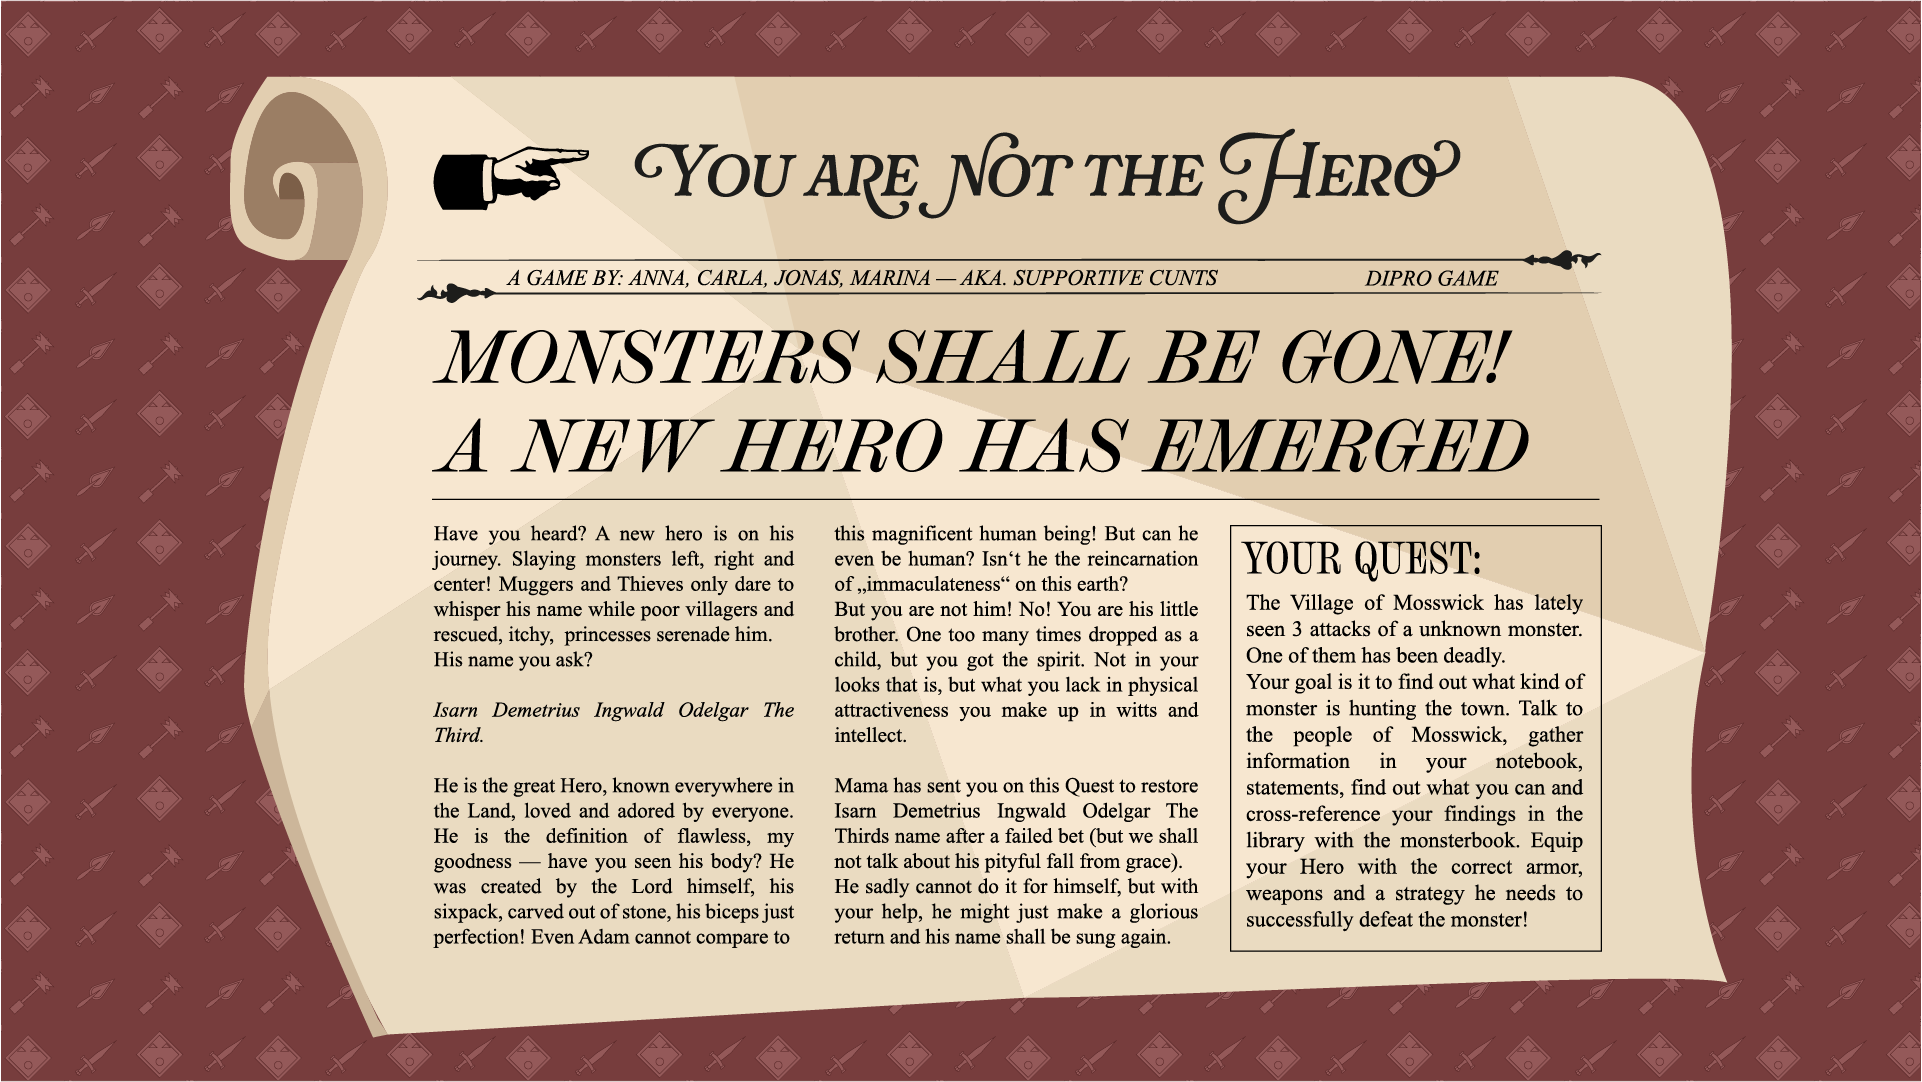 You are not the Hero
A GAME BY: ANNA, CARLA, JONAS, MARINA — AKA. SUPPORTIVE CUNTS
DIPRO GAME
MONSTERS SHALL BE GONE!
A NEW HERO HAS EMERGED
Have you heard? A new hero is on his
journey. Slaying monsters left, right and
center! Muggers and Thieves only dare to
whisper his name while poor villagers and
rescued, itchy,  princesses serenade him.
His name you ask?
Isarn Demetrius Ingwald Odelgar The
Third.
He is the great Hero, known everywhere in
the Land, loved and adored by everyone.
He is the definition of flawless, my
goodness — have you seen his body? He
was created by the Lord himself, his
sixpack, carved out of stone, his biceps just
perfection! Even Adam cannot compare to
this magnificent human being! But can he
even be human? Isn‘t he the reincarnation
of „immaculateness“ on this earth?
But you are not him! No! You are his little
brother. One too many times dropped as a
child, but you got the spirit. Not in your
looks that is, but what you lack in physical
attractiveness you make up in witts and
intellect.
Mama has sent you on this Quest to restore
Isarn Demetrius Ingwald Odelgar The
Thirds name after a failed bet (but we shall
not talk about his pityful fall from grace).
He sadly cannot do it for himself, but with
your help, he might just make a glorious
return and his name shall be sung again.
YOUR QUEST:
The Village of Mosswick has lately
seen 3 attacks of a unknown monster.
One of them has been deadly.
Your goal is it to find out what kind of
monster is hunting the town. Talk to
the people of Mosswick, gather
information in your notebook,
statements, find out what you can and
cross-reference your findings in the
library with the monsterbook. Equip
your Hero with the correct armor,
weapons and a strategy he needs to
successfully defeat the monster!